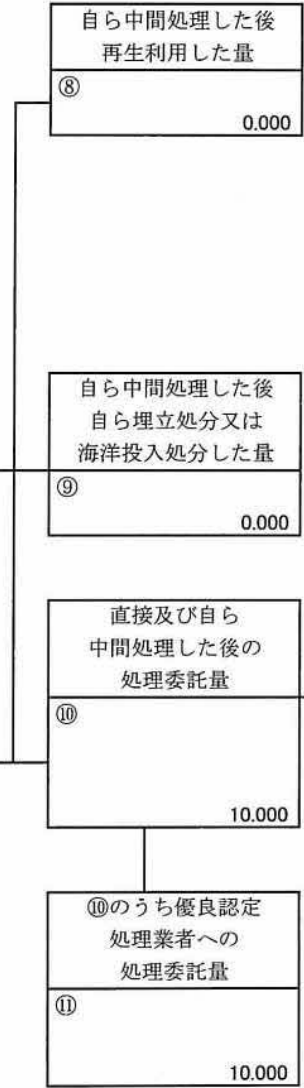 自ら中間処理した後
再生利用した量
⑧
0.000
自ら中間処理した後
自ら埋立処分又は
海洋投入処分した量
⑨
0.000
直接及び自ら
中間処理した後の
処理委託量
⑩
10.000
⑩のうち優良認定
処理業者への
処理委託量
⑪
10.000